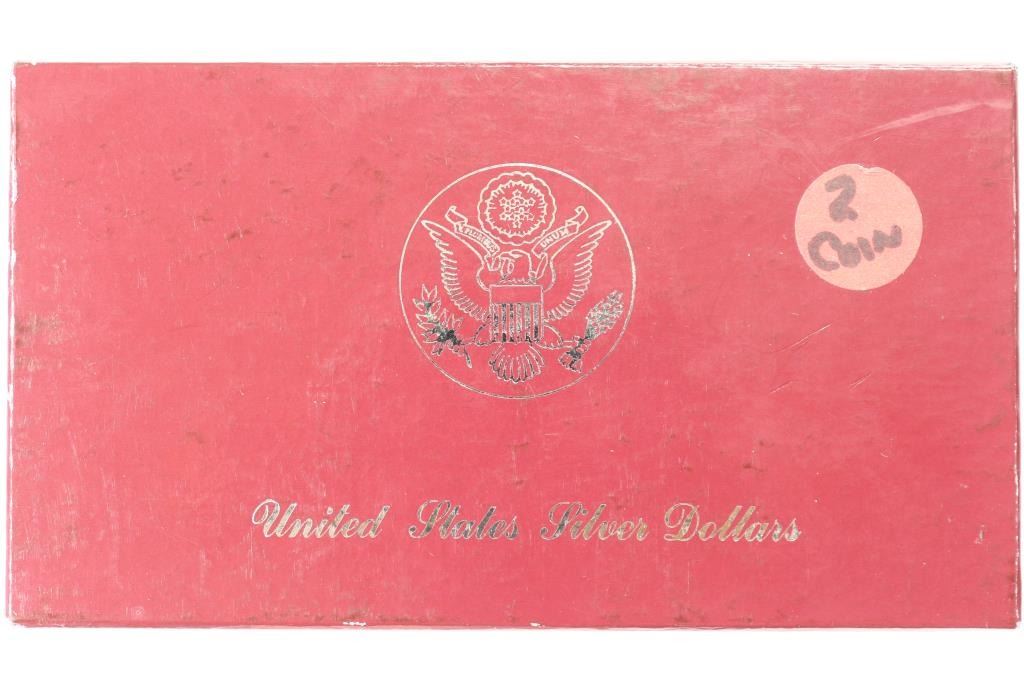 E PLURIBUS UNUM
2
COIN
United States Silver Dollars